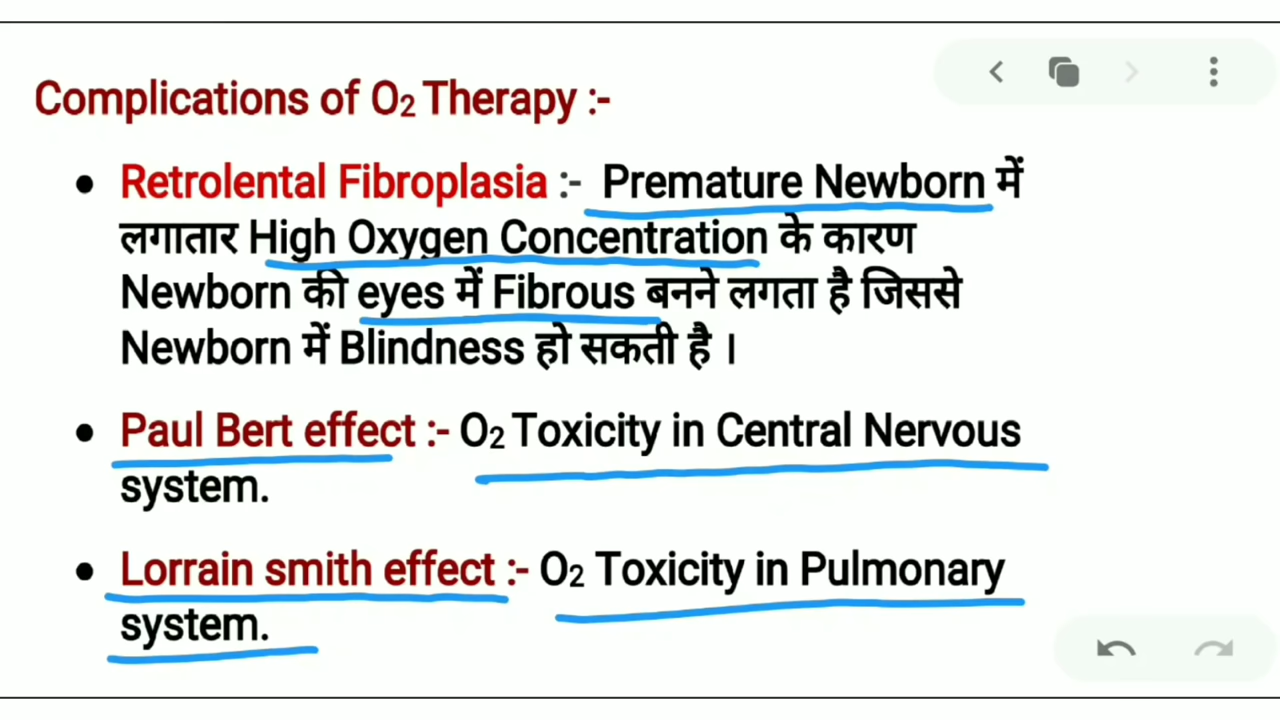 Complications of O₂ Therapy :-
• Retrolental Fibroplasia :- Premature Newborn में
लगातार High Oxygen Concentration के कारण
Newborn की eyes में Fibrous बनने लगता है जिससे
Newborn में Blindness हो सकती है ।
• Paul Bert effect :- O₂ Toxicity in Central Nervous
system.
• Lorrain smith effect :- O₂ Toxicity in Pulmonary
system.